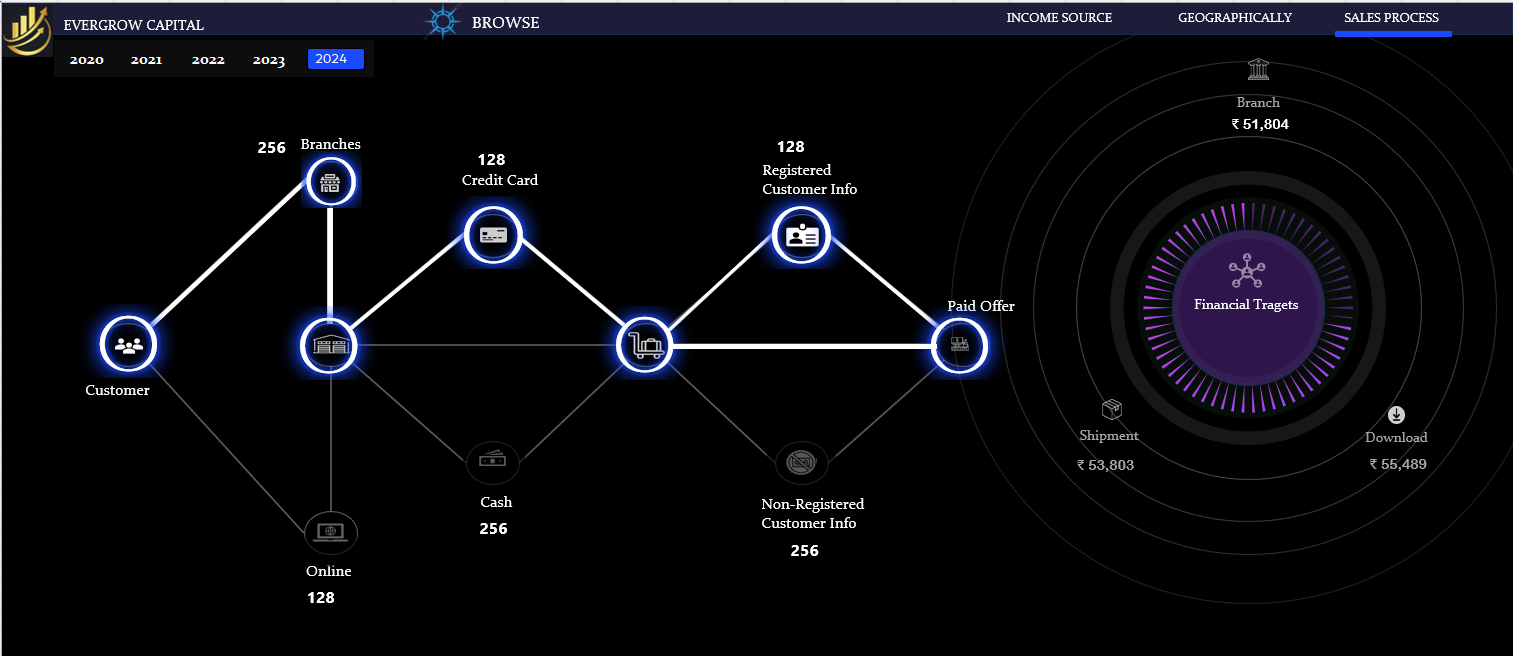 EVERGROW CAPITAL
BROWSE
INCOME SOURCE
GEOGRAPHICALLY
SALES PROCESS
2020
2021
2022
2023
2024
256
Branches
128
Credit Card
128
Registered
Customer Info
Customer
Paid Offer
Cash
256
Non-Registered
Customer Info
256
Online
128
Branch
₹ 51,804
Financial Tragets
Shipment
₹ 53,803
Download
₹ 55,489